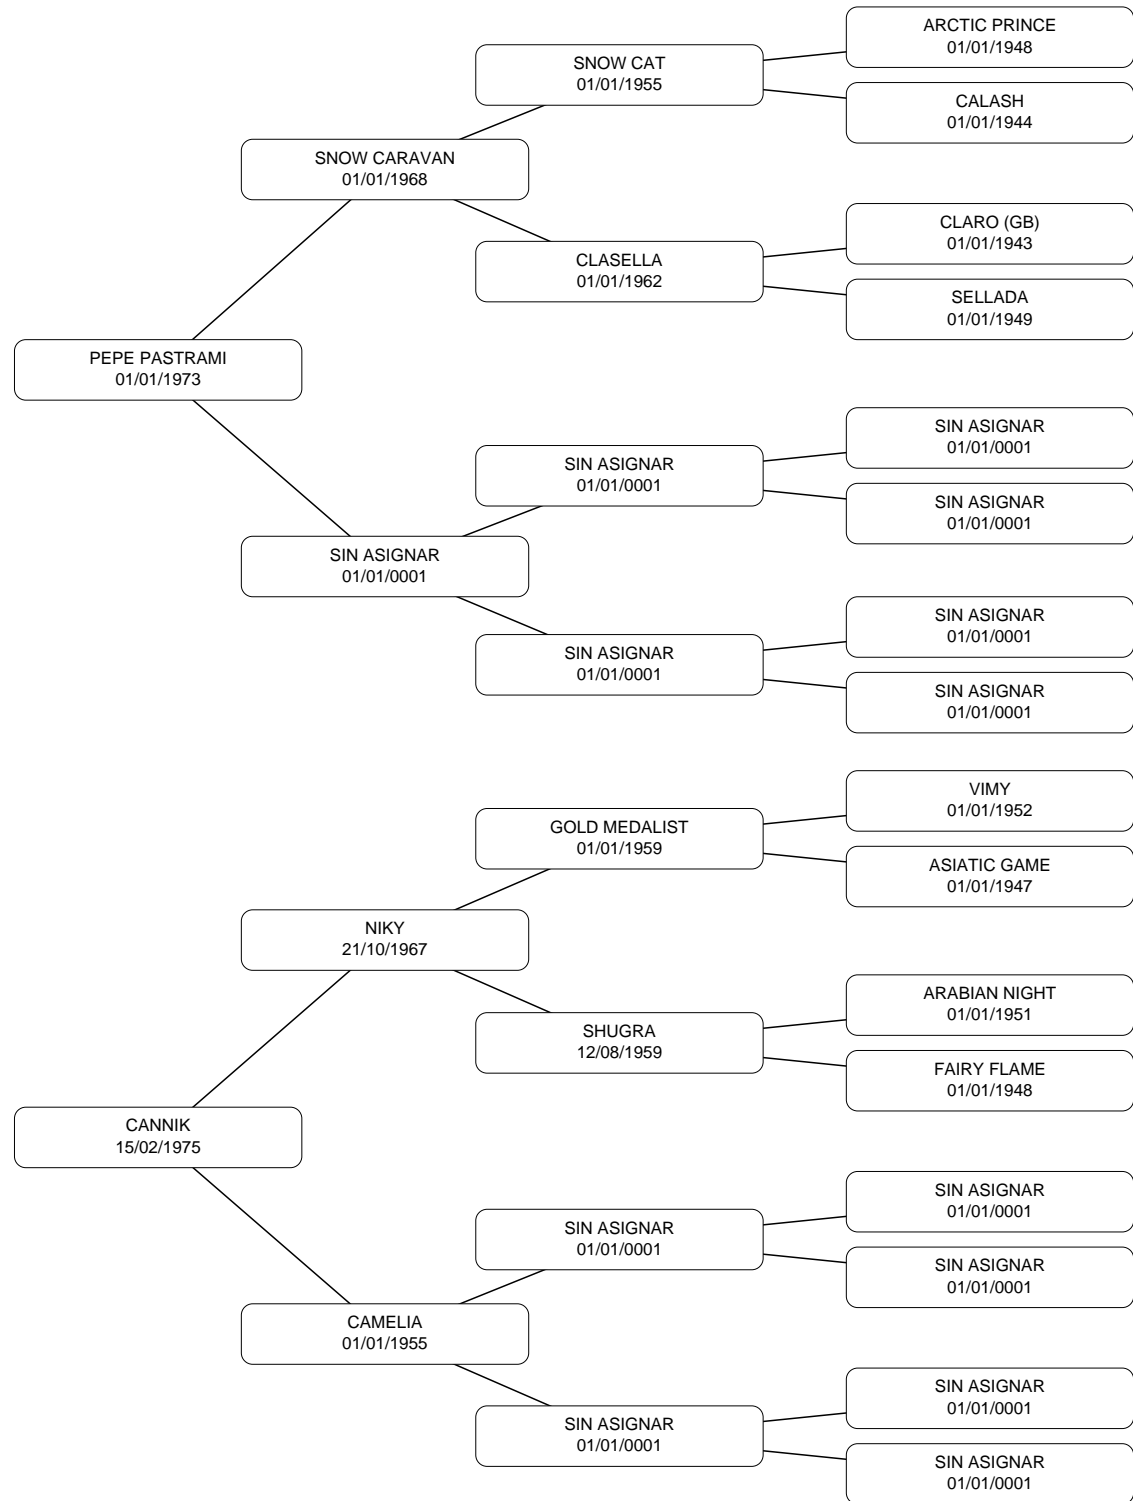 ARCTIC PRINCE
01/01/1948
SNOW CAT
01/01/1955
CALASH
01/01/1944
SNOW CARAVAN
01/01/1968
CLARO (GB)
01/01/1943
CLASELLA
01/01/1962
SELLADA
01/01/1949
PEPE PASTRAMI
01/01/1973
SIN ASIGNAR
01/01/0001
SIN ASIGNAR
01/01/0001
SIN ASIGNAR
01/01/0001
SIN ASIGNAR
01/01/0001
SIN ASIGNAR
01/01/0001
SIN ASIGNAR
01/01/0001
SIN ASIGNAR
01/01/0001
VIMY
01/01/1952
GOLD MEDALIST
01/01/1959
ASIATIC GAME
01/01/1947
NIKY
21/10/1967
ARABIAN NIGHT
01/01/1951
SHUGRA
12/08/1959
FAIRY FLAME
01/01/1948
CANNIK
15/02/1975
SIN ASIGNAR
01/01/0001
SIN ASIGNAR
01/01/0001
SIN ASIGNAR
01/01/0001
CAMELIA
01/01/1955
SIN ASIGNAR
01/01/0001
SIN ASIGNAR
01/01/0001
SIN ASIGNAR
01/01/0001